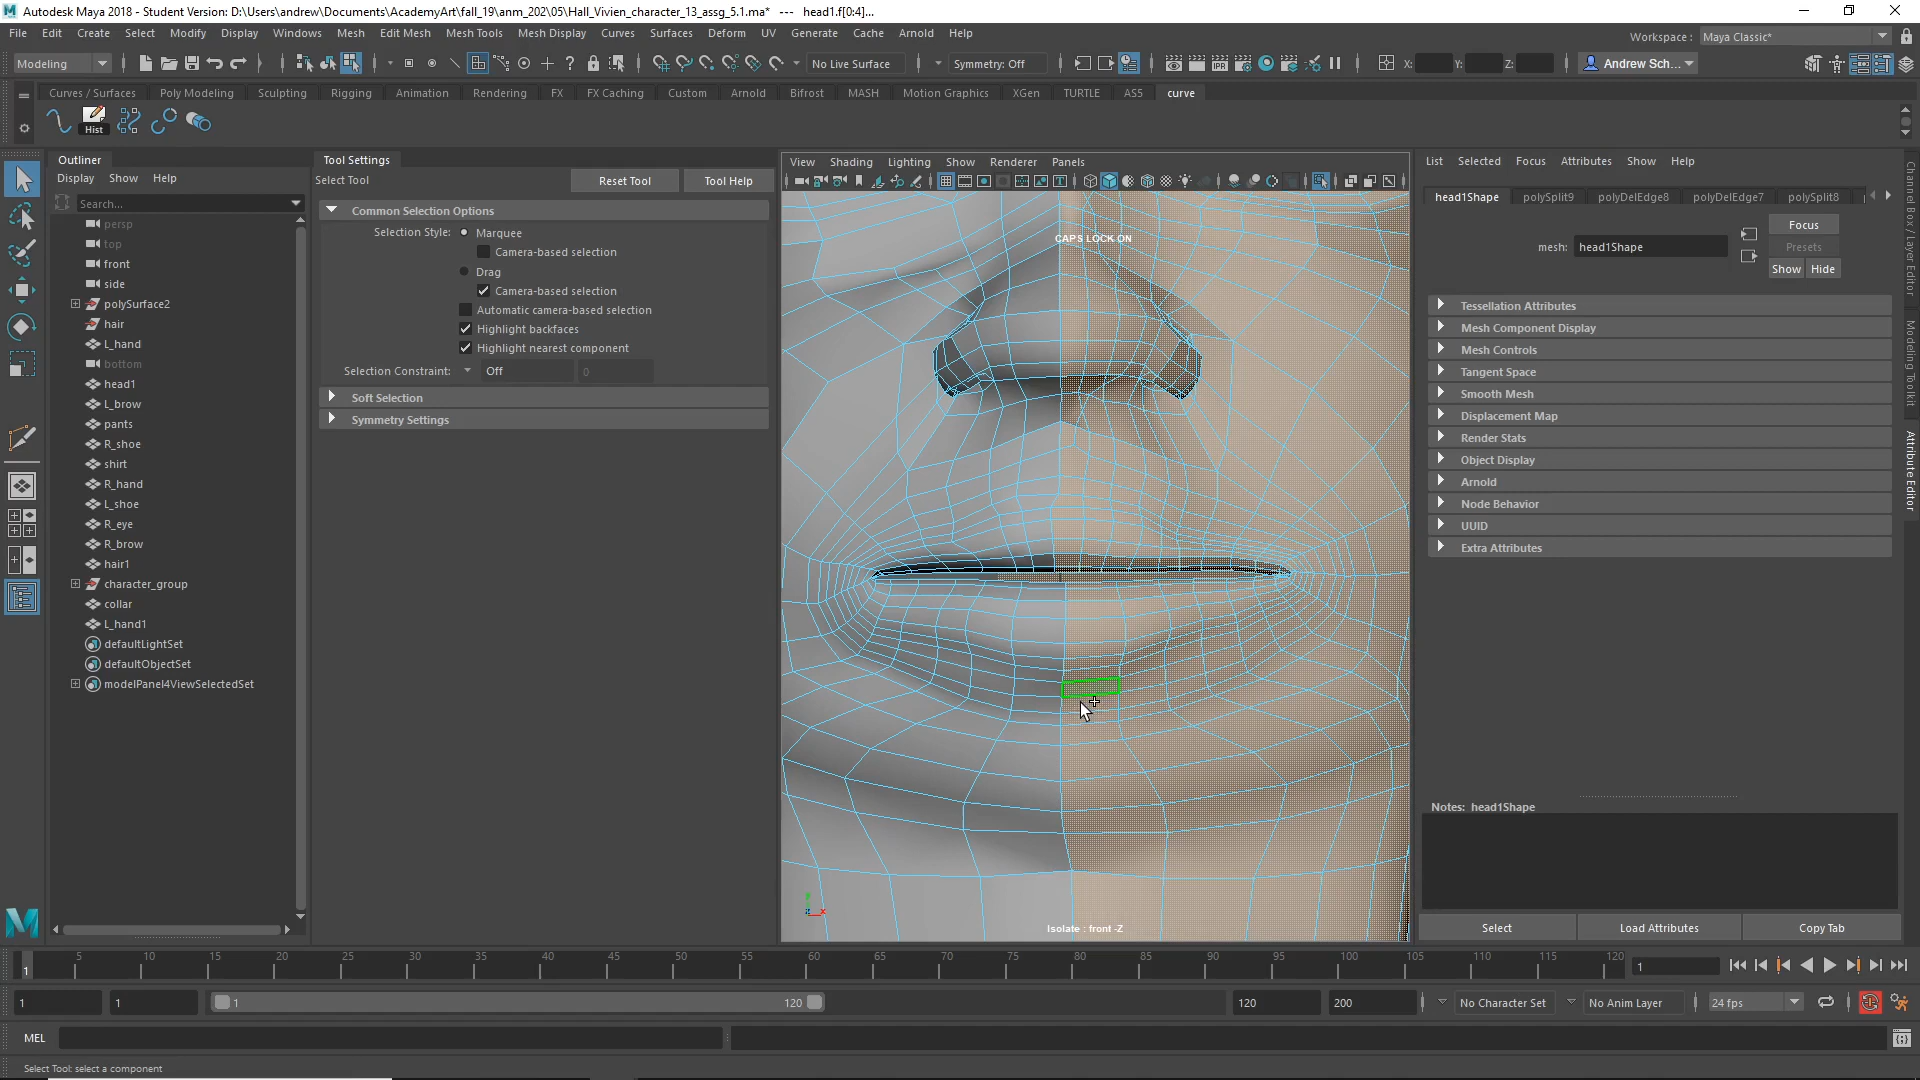 Autodesk Maya 2018 - Student Version: D:\Users\andrew\Documents\AcademyArt\fall_19\anm_202\05\Hall_Vivien_character_13_assg_5.1.ma*   ---   head1.f[0:4]...
File Edit Create Select Modify Display Windows Mesh Edit Mesh Mesh Tools Mesh Display Curves Surfaces Deform UV Generate Cache Arnold Help
Workspace : Maya Classic*
Modeling No Live Surface Symmetry: Off X: Y: Z: Andrew Sch...
Curves / Surfaces Poly Modeling Sculpting Rigging Animation Rendering FX FX Caching Custom Arnold Bifrost MASH Motion Graphics XGen TURTLE AS5 curve
Hist
Outliner
Display Show Help
Search...
persp
top
front
side
polySurface2
hair
L_hand
bottom
head1
L_brow
pants
R_shoe
shirt
R_hand
L_shoe
R_eye
R_brow
hair1
character_group
collar
L_hand1
defaultLightSet
defaultObjectSet
modelPanel4ViewSelectedSet
Tool Settings
Select Tool Reset Tool Tool Help
Common Selection Options
Selection Style: Marquee
Camera-based selection
Drag
Camera-based selection
Automatic camera-based selection
Highlight backfaces
Highlight nearest component
Selection Constraint: Off 0
Soft Selection
Symmetry Settings
View Shading Lighting Show Renderer Panels
CAPS LOCK ON
Isolate : front -Z
List Selected Focus Attributes Show Help
head1Shape polySplit9 polyDelEdge8 polyDelEdge7 polySplit8
mesh: head1Shape
Focus
Presets
Show Hide
Tessellation Attributes
Mesh Component Display
Mesh Controls
Tangent Space
Smooth Mesh
Displacement Map
Render Stats
Object Display
Arnold
Node Behavior
UUID
Extra Attributes
Notes: head1Shape
Select Load Attributes Copy Tab
Channel Box / Layer Editor
Modeling Toolkit
Attribute Editor
1 5 10 15 20 25 30 35 40 45 50 55 60 65 70 75 80 85 90 95 100 105 110 115 120 1
1 1 1 120 120 200 No Character Set No Anim Layer 24 fps
MEL
Select Tool: select a component